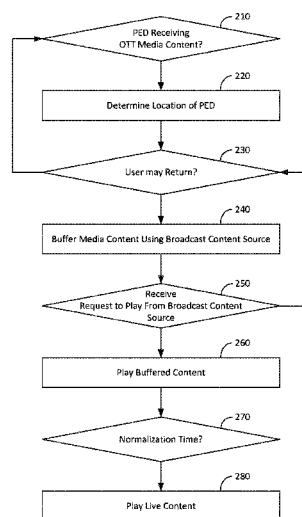 210
PED Receiving
OTT Media Content?
220
Determine Location of PED
230
User may Return?
240
Buffer Media Content Using Broadcast Content Source
250
Receive
Request to Play From Broadcast Content
Source
260
Play Buffered Content
270
Normalization Time?
280
Play Live Content